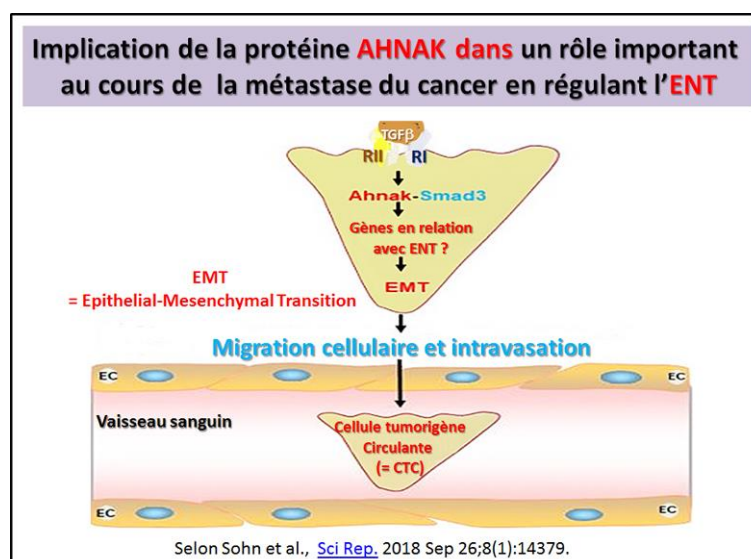 Implication de la protéine AHNAK dans un rôle important
au cours de la métastase du cancer en régulant l'ENT
TGFβ
RII RI
Ahnak-Smad3
Gènes en relation
avec ENT ?
EMT
EMT
= Epithelial-Mesenchymal Transition
Migration cellulaire et intravasation
EC EC
Vaisseau sanguin
Cellule tumorigène
Circulante
(= CTC)
EC EC
Selon Sohn et al., Sci Rep. 2018 Sep 26;8(1):14379.